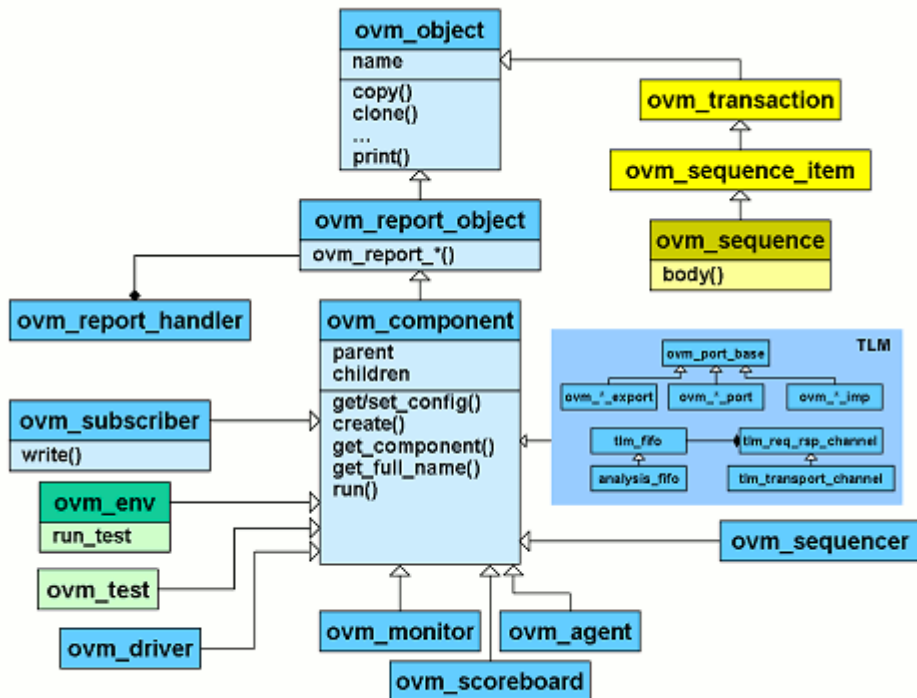 ovm_object
name
copy()
clone()
...
print()
ovm_transaction
ovm_sequence_item
ovm_sequence
body()
ovm_report_object
ovm_report_*()
ovm_report_handler
ovm_component
parent
children
get/set_config()
create()
get_component()
get_full_name()
run()
TLM
ovm_port_base
ovm_*_export
ovm_*_port
ovm_*_imp
tlm_fifo
tlm_req_rsp_channel
analysis_fifo
tlm_transport_channel
ovm_subscriber
write()
ovm_env
run_test
ovm_test
ovm_driver
ovm_sequencer
ovm_monitor
ovm_agent
ovm_scoreboard